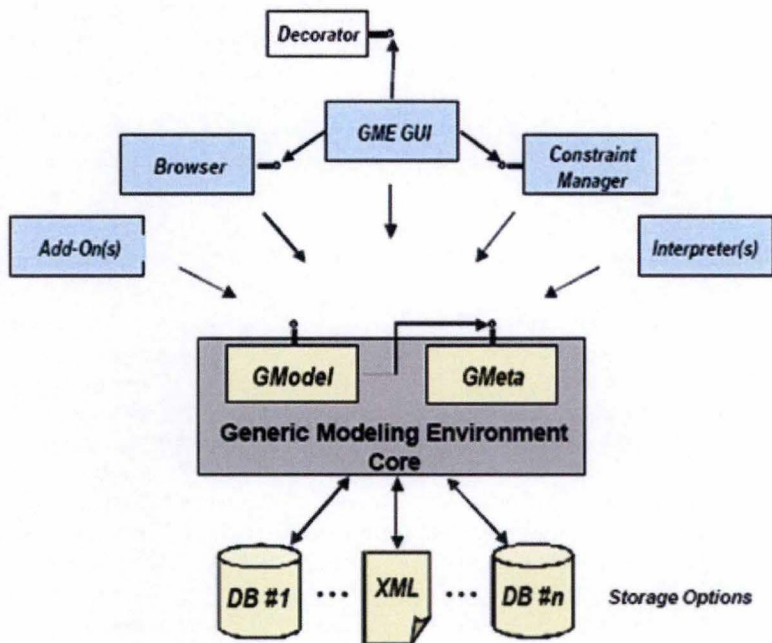 Decorator
GME GUI
Browser
Constraint
Manager
Add-On(s)
Interpreter(s)
GModel
GMeta
Generic Modeling Environment
Core
DB #1
...
XML
...
DB #n
Storage Options